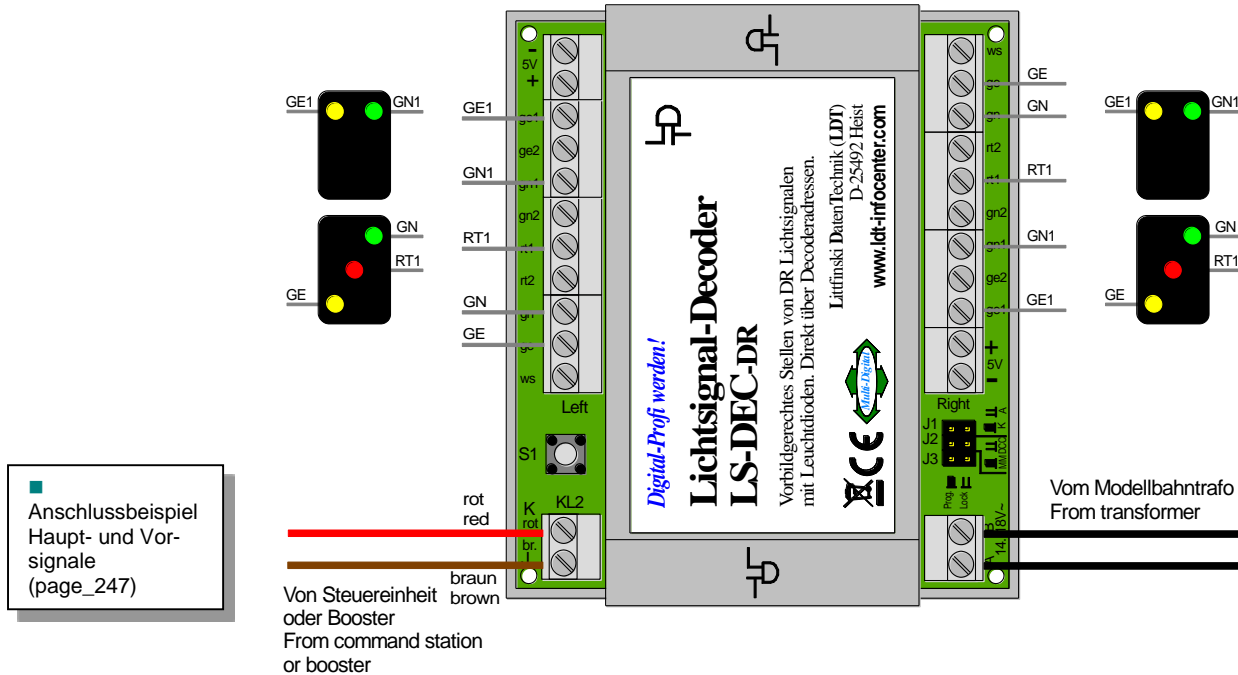 GE1
GN1
GN
RT1
GE
GE1
GN1
RT1
GN
GE
-
5V
+
ge1
ge2
gn1
gn2
rt1
rt2
gn
ge
ws
Left
S1
K
KL2
rot
br.
rot
red
braun
brown
Von Steuereinheit
oder Booster
From command station
or booster
■
Anschlussbeispiel
Haupt- und Vor-
signale
(page_247)
Digital-Profi werden!
Lichtsignal-Decoder
LS-DEC-DR
Vorbildgerechtes Stellen von DR Lichtsignalen
mit Leuchtdioden. Direkt über Decoderadressen.
Littfinski DatenTechnik (LDT)
D-25492 Heist
www.ldt-infocenter.com
Multi-Digital
CE
ws
ge
gn
rt2
rt1
gn2
gn1
ge2
ge1
+
5V
-
Right
J1
J2
J3
K A
MM DCC
Prog.
Lock
14..18V~
B
A
GE
GN
RT1
GN1
GE1
Vom Modellbahntrafo
From transformer
GE1
GN1
GN
RT1
GE